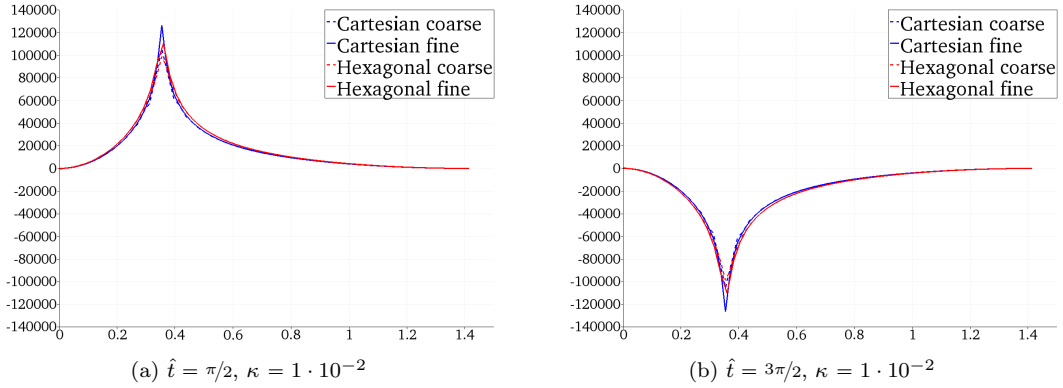 140000
120000
100000
80000
60000
40000
20000
0
-20000
-40000
-60000
-80000
-100000
-120000
-140000
0 0.2 0.4 0.6 0.8 1 1.2 1.4
Cartesian coarse
Cartesian fine
Hexagonal coarse
Hexagonal fine
(a) t̂ = π/2, κ = 1 · 10⁻²
140000
120000
100000
80000
60000
40000
20000
0
-20000
-40000
-60000
-80000
-100000
-120000
-140000
0 0.2 0.4 0.6 0.8 1 1.2 1.4
Cartesian coarse
Cartesian fine
Hexagonal coarse
Hexagonal fine
(b) t̂ = 3π/2, κ = 1 · 10⁻²